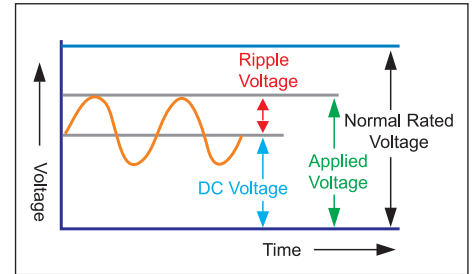 Ripple
Voltage
Normal Rated
Voltage
Applied
Voltage
DC Voltage
Voltage
Time